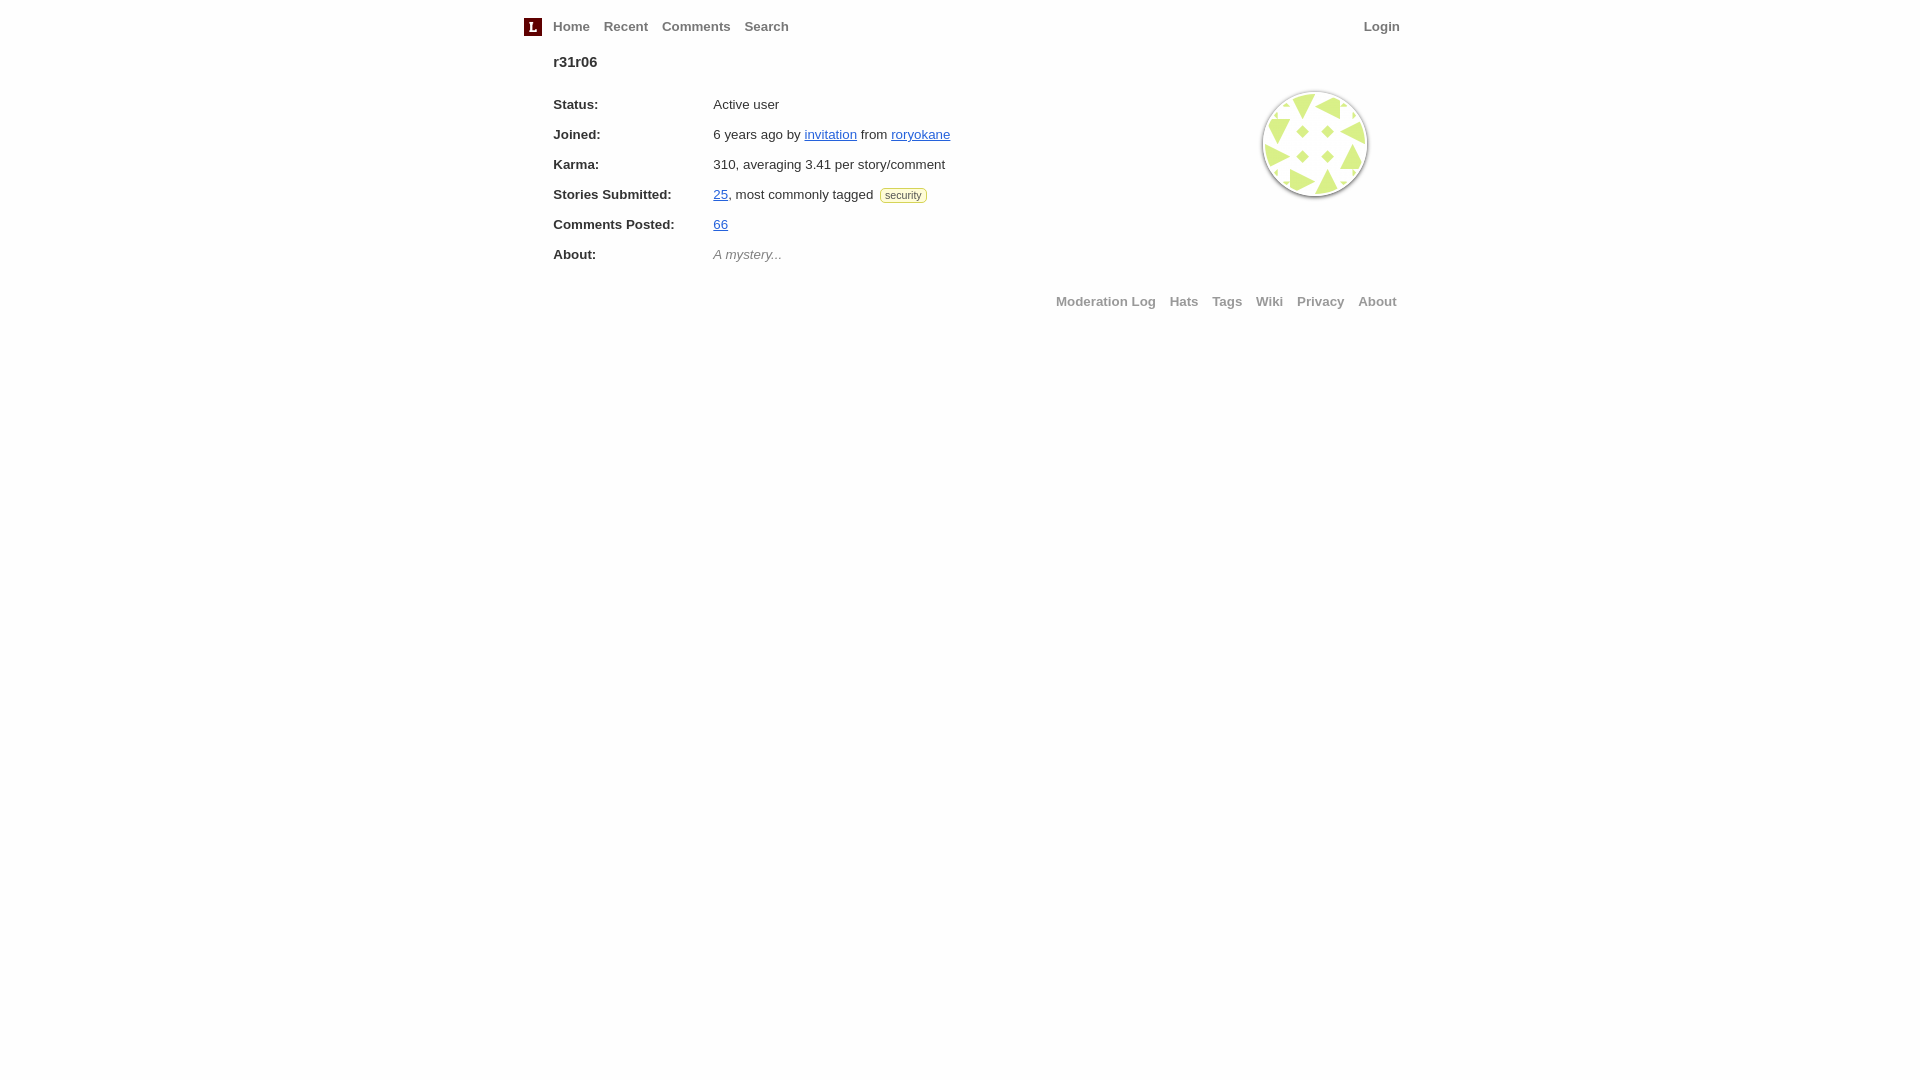 L Home Recent Comments Search Login
r31r06
Status: Active user
Joined: 6 years ago by invitation from roryokane
Karma: 310, averaging 3.41 per story/comment
Stories Submitted: 25, most commonly tagged security
Comments Posted: 66
About: A mystery...
Moderation Log Hats Tags Wiki Privacy About